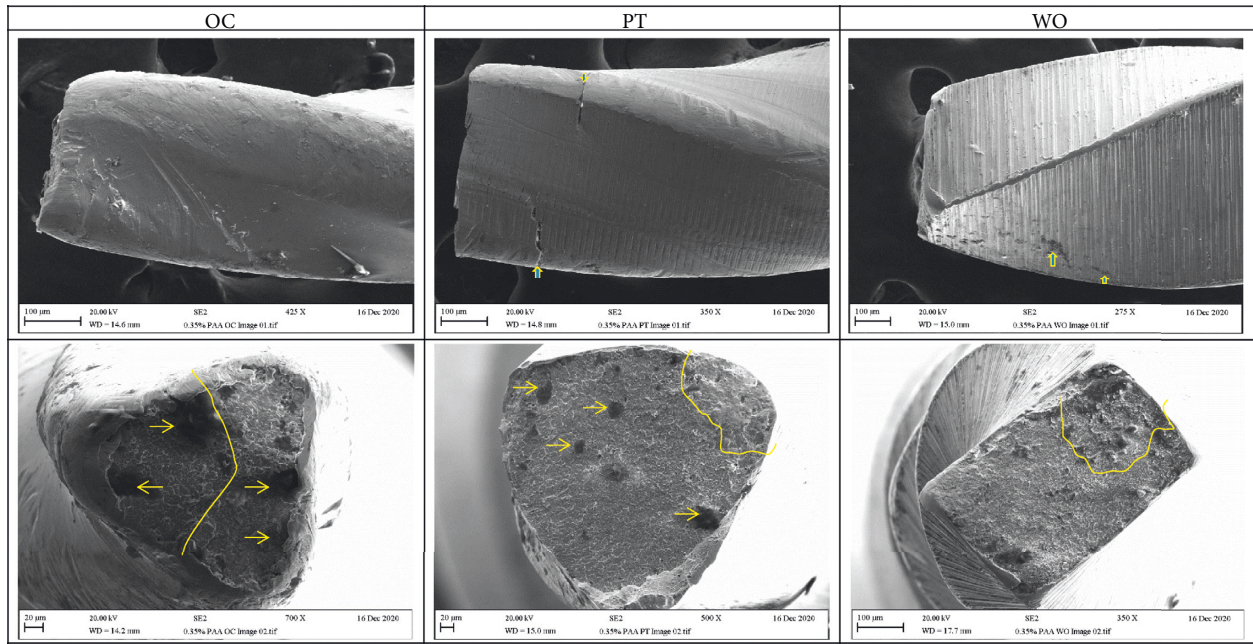 OC
PT
WO
100 µm 20.00 kV SE2 425 X 16 Dec 2020
WD = 14.6 mm 0.35% PAA OC Image 01.tif
100 µm 20.00 kV SE2 350 X 16 Dec 2020
WD = 14.8 mm 0.35% PAA PT Image 01.tif
100 µm 20.00 kV SE2 275 X 16 Dec 2020
WD = 15.0 mm 0.35% PAA WO Image 01.tif
20 µm 20.00 kV SE2 700 X 16 Dec 2020
WD = 14.2 mm 0.35% PAA OC Image 02.tif
20 µm 20.00 kV SE2 500 X 16 Dec 2020
WD = 15.0 mm 0.35% PAA PT Image 02.tif
100 µm 20.00 kV SE2 350 X 16 Dec 2020
WD = 17.7 mm 0.35% PAA WO Image 02.tif